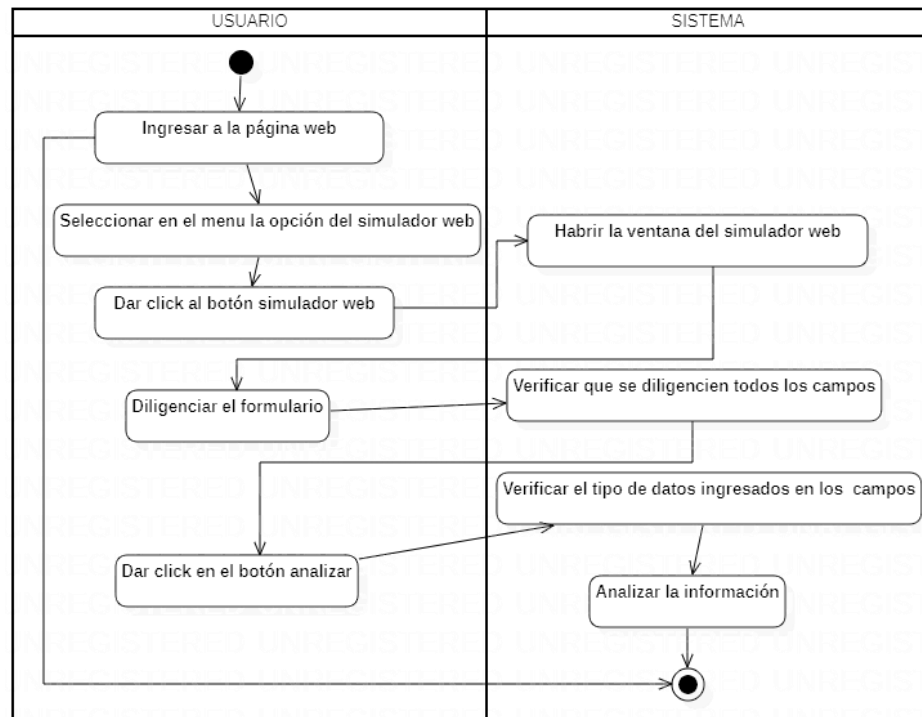 USUARIO
SISTEMA
Ingresar a la página web
Seleccionar en el menu la opción del simulador web
Habrir la ventana del simulador web
Dar click al botón simulador web
Verificar que se diligencien todos los campos
Diligenciar el formulario
Verificar el tipo de datos ingresados en los campos
Dar click en el botón analizar
Analizar la información
UNREGISTERED